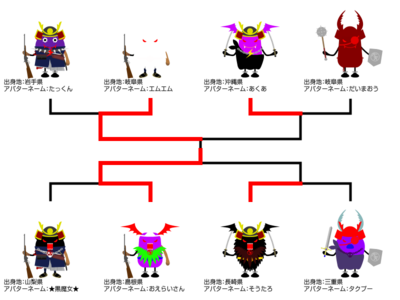 出身地：岩手県
アバターネーム：たっくん
出身地：岐阜県
アバターネーム：エムエム
出身地：沖縄県
アバターネーム：あくあ
出身地：岐阜県
アバターネーム：だいまおう
出身地：山梨県
アバターネーム：★黒魔女★
出身地：島根県
アバターネーム：おえらいさん
出身地：長崎県
アバターネーム：そうたろ
出身地：三重県
アバターネーム：タクブー